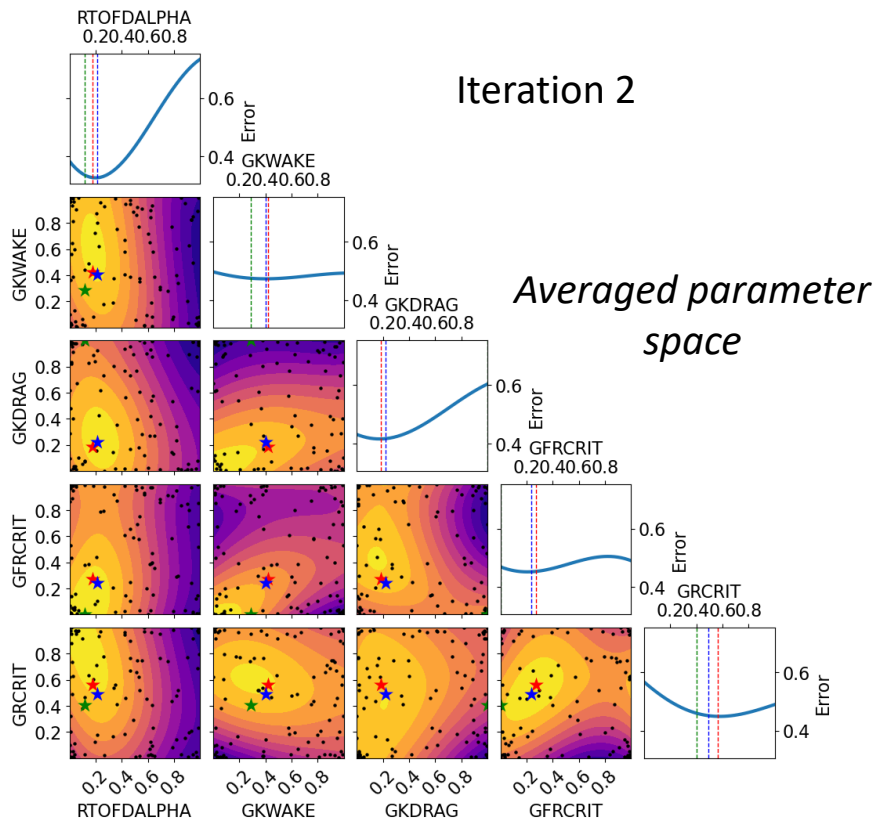 RTOFDALPHA
0.20.40.60.8
Iteration 2
0.6
0.4
Error
GKWAKE
0.20.40.60.8
GKWAKE
0.8
0.6
0.4
0.2
0.6
0.4
Error
Averaged parameter
space
GKDRAG
0.20.40.60.8
GKDRAG
0.8
0.6
0.4
0.2
0.6
0.4
Error
GFRCRIT
0.20.40.60.8
GFRCRIT
0.8
0.6
0.4
0.2
0.6
0.4
Error
GRCRIT
0.20.40.60.8
GRCRIT
0.8
0.6
0.4
0.2
0.6
0.4
Error
0.2 0.4 0.6 0.8 0.2 0.4 0.6 0.8 0.2 0.4 0.6 0.8 0.2 0.4 0.6 0.8
RTOFDALPHA GKWAKE GKDRAG GFRCRIT